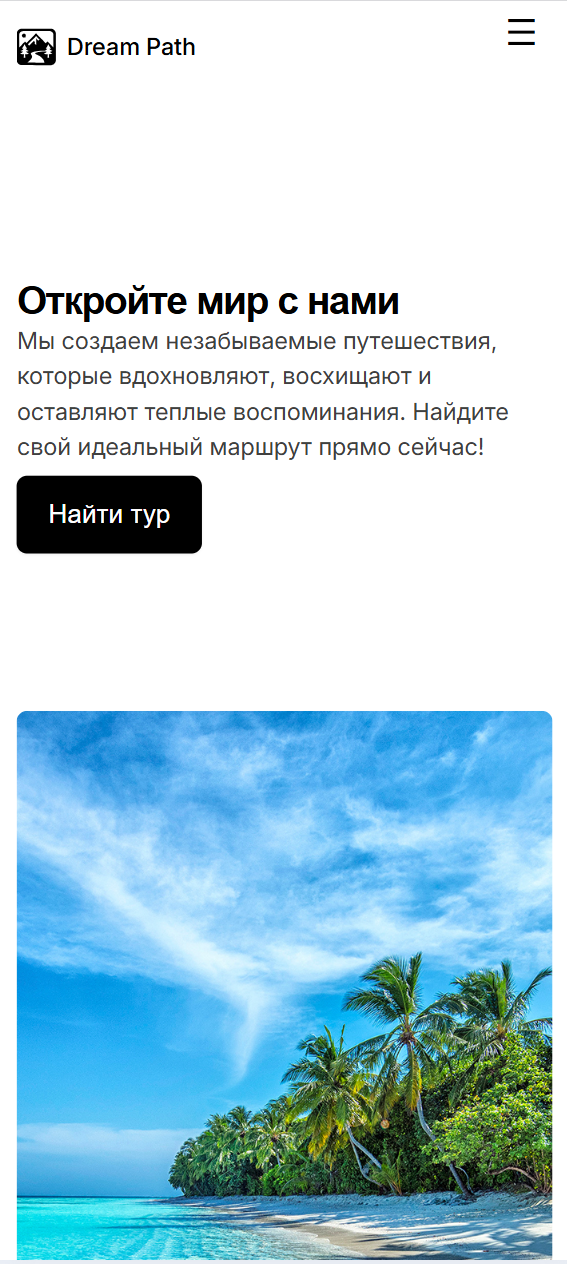 Dream Path
Откройте мир с нами
Мы создаем незабываемые путешествия,
которые вдохновляют, восхищают и
оставляют теплые воспоминания. Найдите
свой идеальный маршрут прямо сейчас!
Найти тур